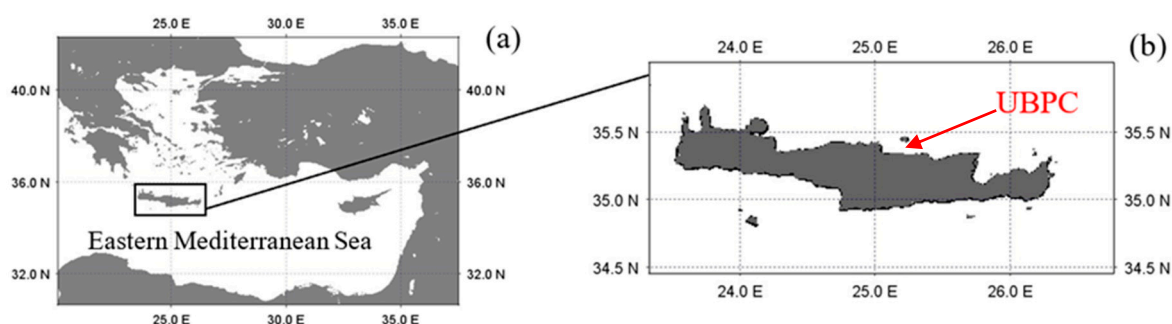 25.0 E 30.0 E 35.0 E
(a)
40.0 N 40.0 N
36.0 N 36.0 N
Eastern Mediterranean Sea
32.0 N 32.0 N
25.0 E 30.0 E 35.0 E
24.0 E 25.0 E 26.0 E
(b)
UBPC
35.5 N 35.5 N
35.0 N 35.0 N
34.5 N 34.5 N
24.0 E 25.0 E 26.0 E